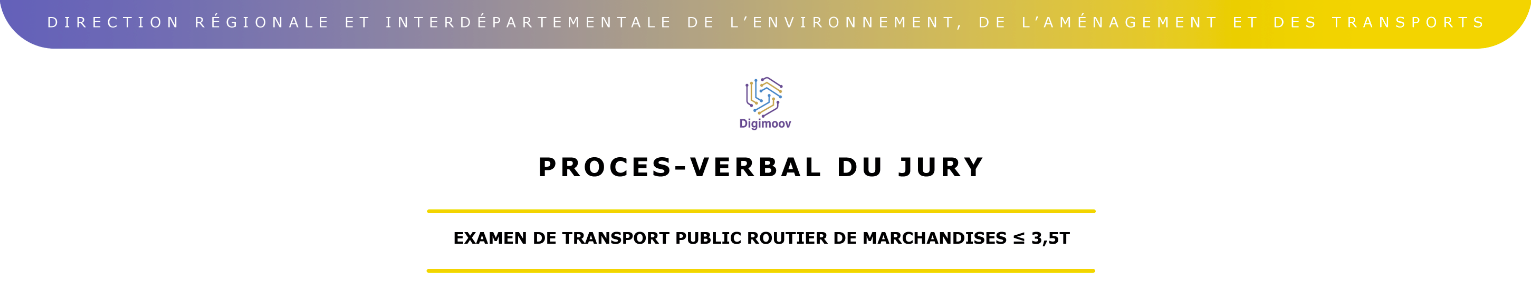 DIRECTION RÉGIONALE ET INTERDÉPARTEMENTALE DE L’ENVIRONNEMENT, DE L’AMÉNAGEMENT ET DES TRANSPORTS
Digimoov
PROCES-VERBAL DU JURY
EXAMEN DE TRANSPORT PUBLIC ROUTIER DE MARCHANDISES ≤ 3,5T